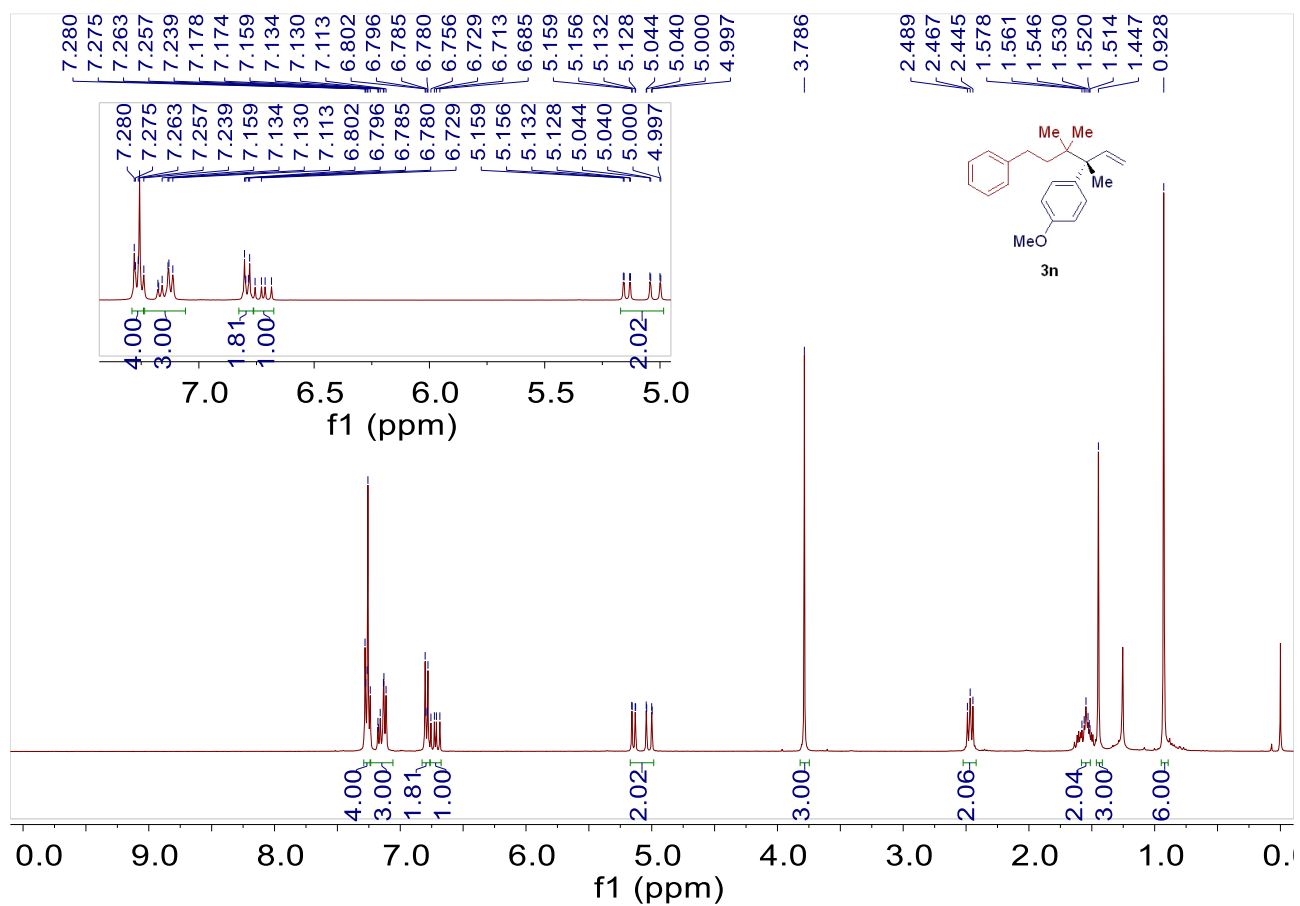 7.280 7.275 7.263 7.257 7.239 7.178 7.174 7.159 7.134 7.130 7.113 6.802 6.796 6.785 6.780 6.756 6.729 6.713 6.685 5.159 5.156 5.132 5.128 5.044 5.040 5.000 4.997 3.786 2.489 2.467 2.445 1.578 1.561 1.546 1.530 1.520 1.514 1.447 0.928
7.280 7.275 7.263 7.257 7.239 7.159 7.134 7.130 7.113 6.802 6.796 6.785 6.780 6.729 5.159 5.156 5.132 5.128 5.044 5.040 5.000 4.997
Me Me
Me
MeO
3n
4.00 3.00 1.81 1.00 2.02
7.0 6.5 6.0 5.5 5.0
f1 (ppm)
4.00 3.00 1.81 1.00 2.02 3.00 2.06 2.04 3.00 6.00
0.0 9.0 8.0 7.0 6.0 5.0 4.0 3.0 2.0 1.0 0.
f1 (ppm)